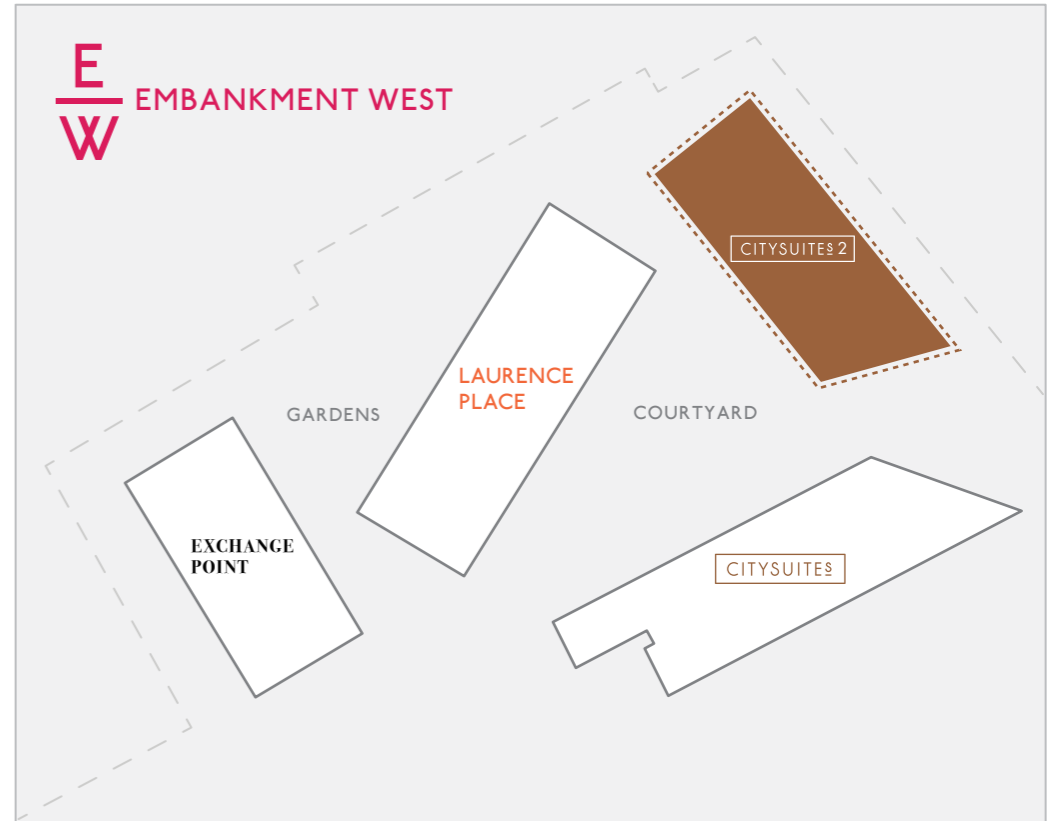 E
W
EMBANKMENT WEST
CITYSUITES 2
LAURENCE
PLACE
GARDENS
COURTYARD
EXCHANGE
POINT
CITYSUITES